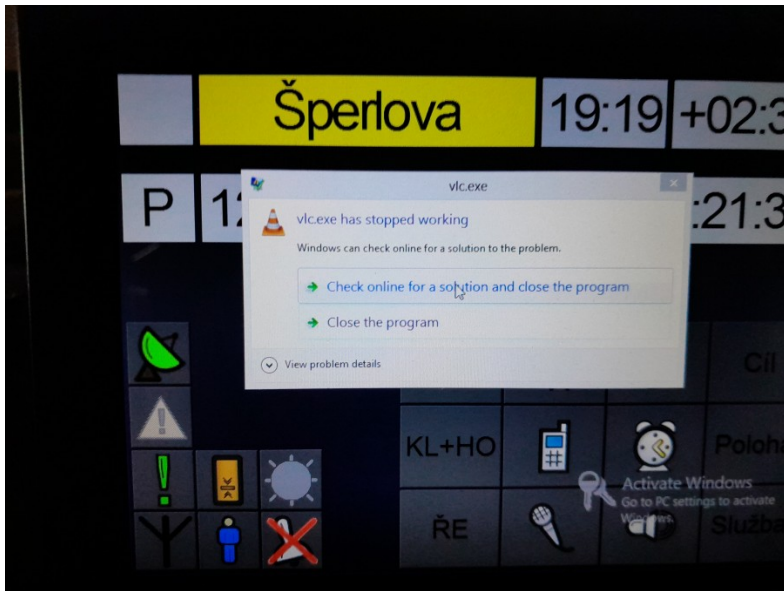 Šperlova 19:19 +02:3
P 12 :21:3
vlc.exe
vlc.exe has stopped working
Windows can check online for a solution to the problem.
Check online for a solution and close the program
Close the program
View problem details
Cíl
KL+HO # Poloha
Activate Windows
Go to PC settings to activate
Windows.
ŘE Služba